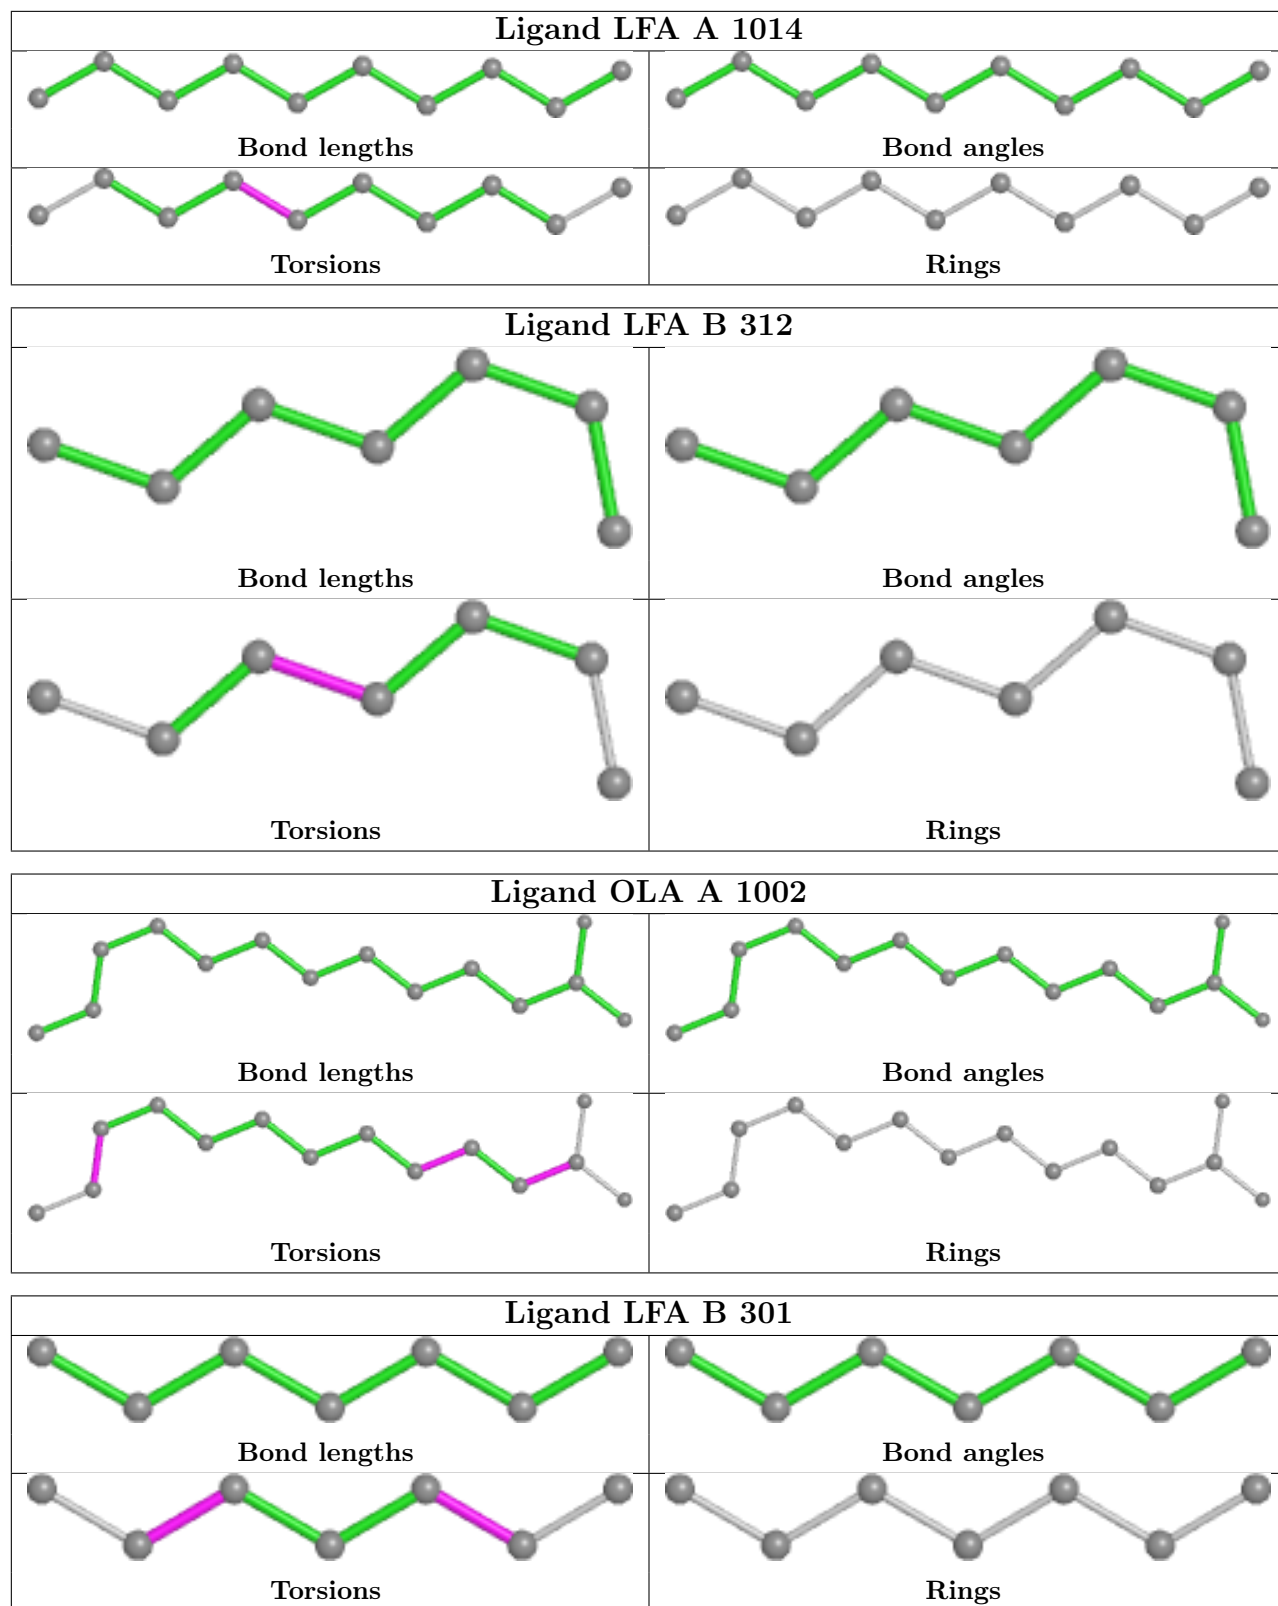 Ligand LFA A 1014
Bond lengths Bond angles
Torsions Rings
Ligand LFA B 312
Bond lengths Bond angles
Torsions Rings
Ligand OLA A 1002
Bond lengths Bond angles
Torsions Rings
Ligand LFA B 301
Bond lengths Bond angles
Torsions Rings